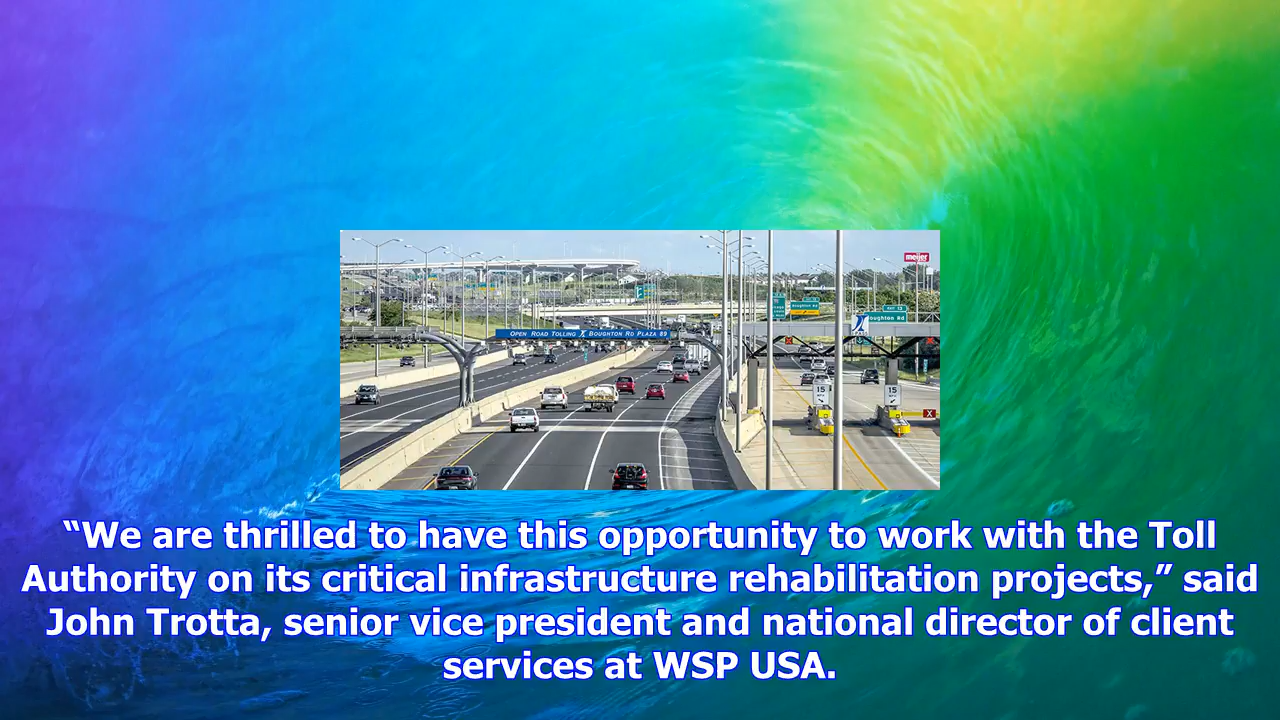 meijer
Boughton Rd
Boughton Rd
OPEN ROAD TOLLING BOUGHTON RD PLAZA 89
15
15
X
“We are thrilled to have this opportunity to work with the Toll
Authority on its critical infrastructure rehabilitation projects,” said
John Trotta, senior vice president and national director of client
services at WSP USA.